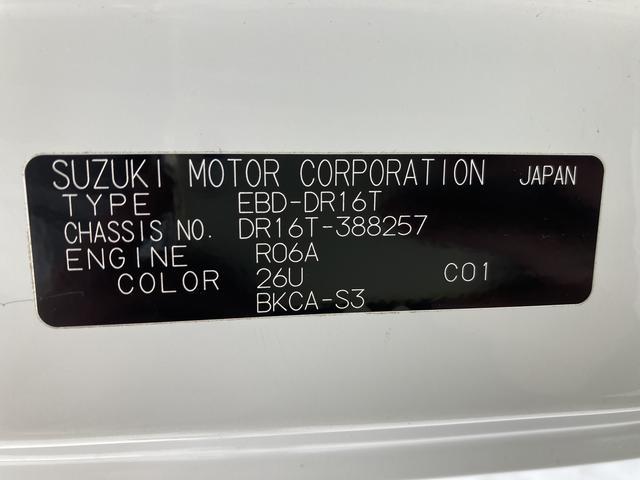 SUZUKI MOTOR CORPORATION JAPAN
TYPE EBD-DR16T
CHASSIS NO. DR16T-388257
ENGINE R06A
COLOR 26U C01
BKCA-S3